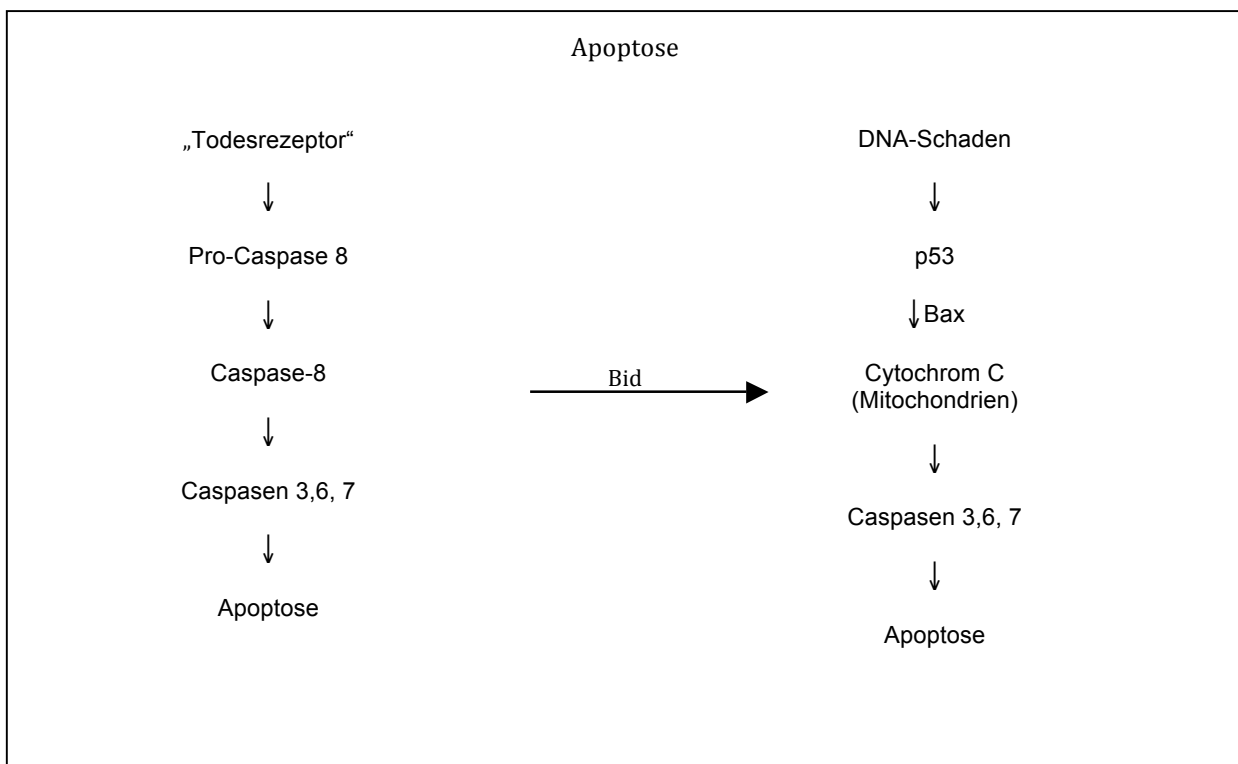 Apoptose
„Todesrezeptor“
↓
Pro-Caspase 8
↓
Caspase-8
↓
Caspasen 3,6, 7
↓
Apoptose
Bid
DNA-Schaden
↓
p53
↓ Bax
Cytochrom C
(Mitochondrien)
↓
Caspasen 3,6, 7
↓
Apoptose